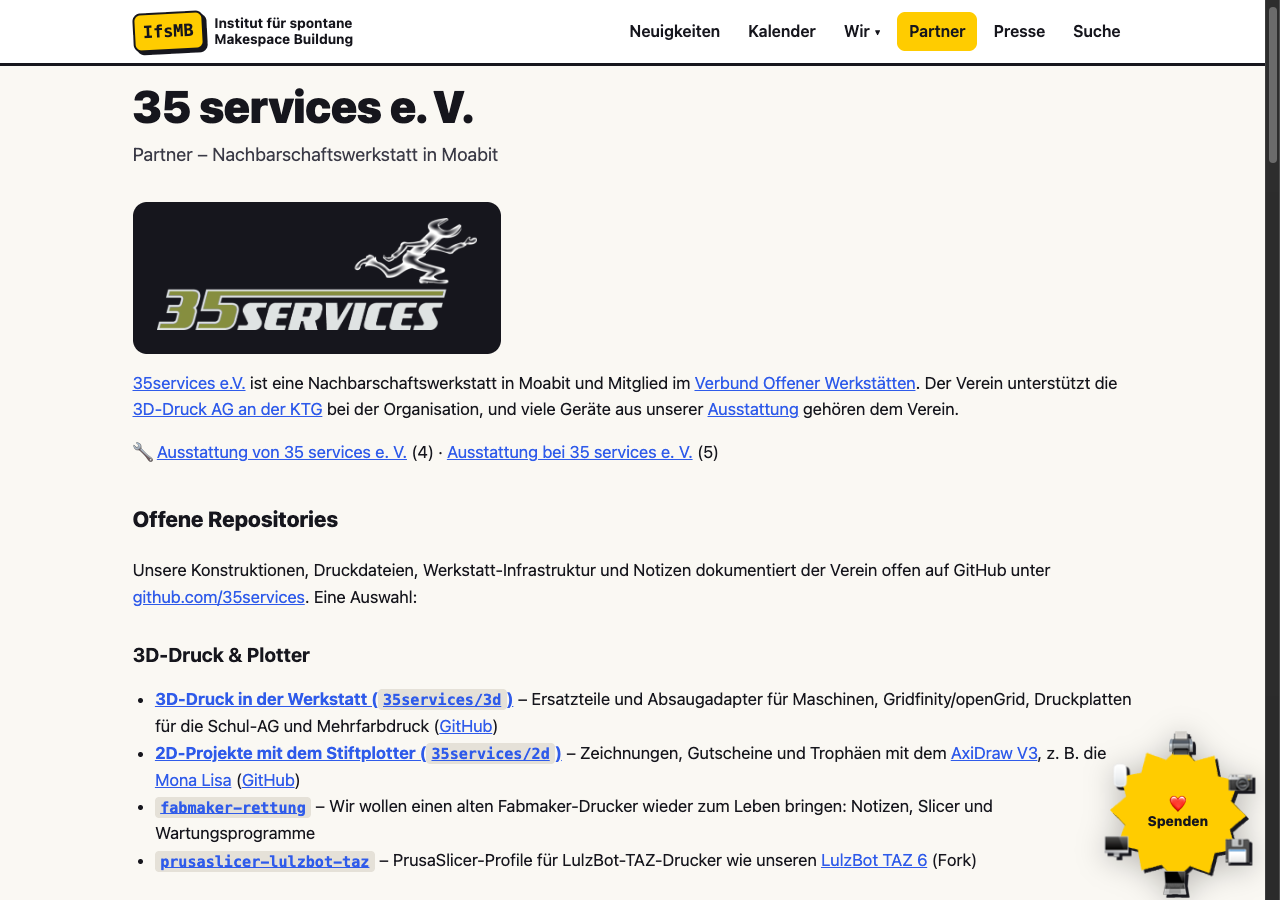 IfsMB
Institut für spontane
Makespace Buildung
Neuigkeiten
Kalender
Wir ▾
Partner
Presse
Suche
35 services e. V.
Partner – Nachbarschaftswerkstatt in Moabit
35SERVICES
35services e.V. ist eine Nachbarschaftswerkstatt in Moabit und Mitglied im Verbund Offener Werkstätten. Der Verein unterstützt die
3D-Druck AG an der KTG bei der Organisation, und viele Geräte aus unserer Ausstattung gehören dem Verein.
🔧 Ausstattung von 35 services e. V. (4) · Ausstattung bei 35 services e. V. (5)
Offene Repositories
Unsere Konstruktionen, Druckdateien, Werkstatt-Infrastruktur und Notizen dokumentiert der Verein offen auf GitHub unter
github.com/35services. Eine Auswahl:
3D-Druck & Plotter
• 3D-Druck in der Werkstatt (35services/3d) – Ersatzteile und Absaugadapter für Maschinen, Gridfinity/openGrid, Druckplatten
für die Schul-AG und Mehrfarbdruck (GitHub)
• 2D-Projekte mit dem Stiftplotter (35services/2d) – Zeichnungen, Gutscheine und Trophäen mit dem AxiDraw V3, z. B. die
Mona Lisa (GitHub)
• fabmaker-rettung – Wir wollen einen alten Fabmaker-Drucker wieder zum Leben bringen: Notizen, Slicer und
Wartungsprogramme
• prusaslicer-lulzbot-taz – PrusaSlicer-Profile für LulzBot-TAZ-Drucker wie unseren LulzBot TAZ 6 (Fork)
❤️
Spenden